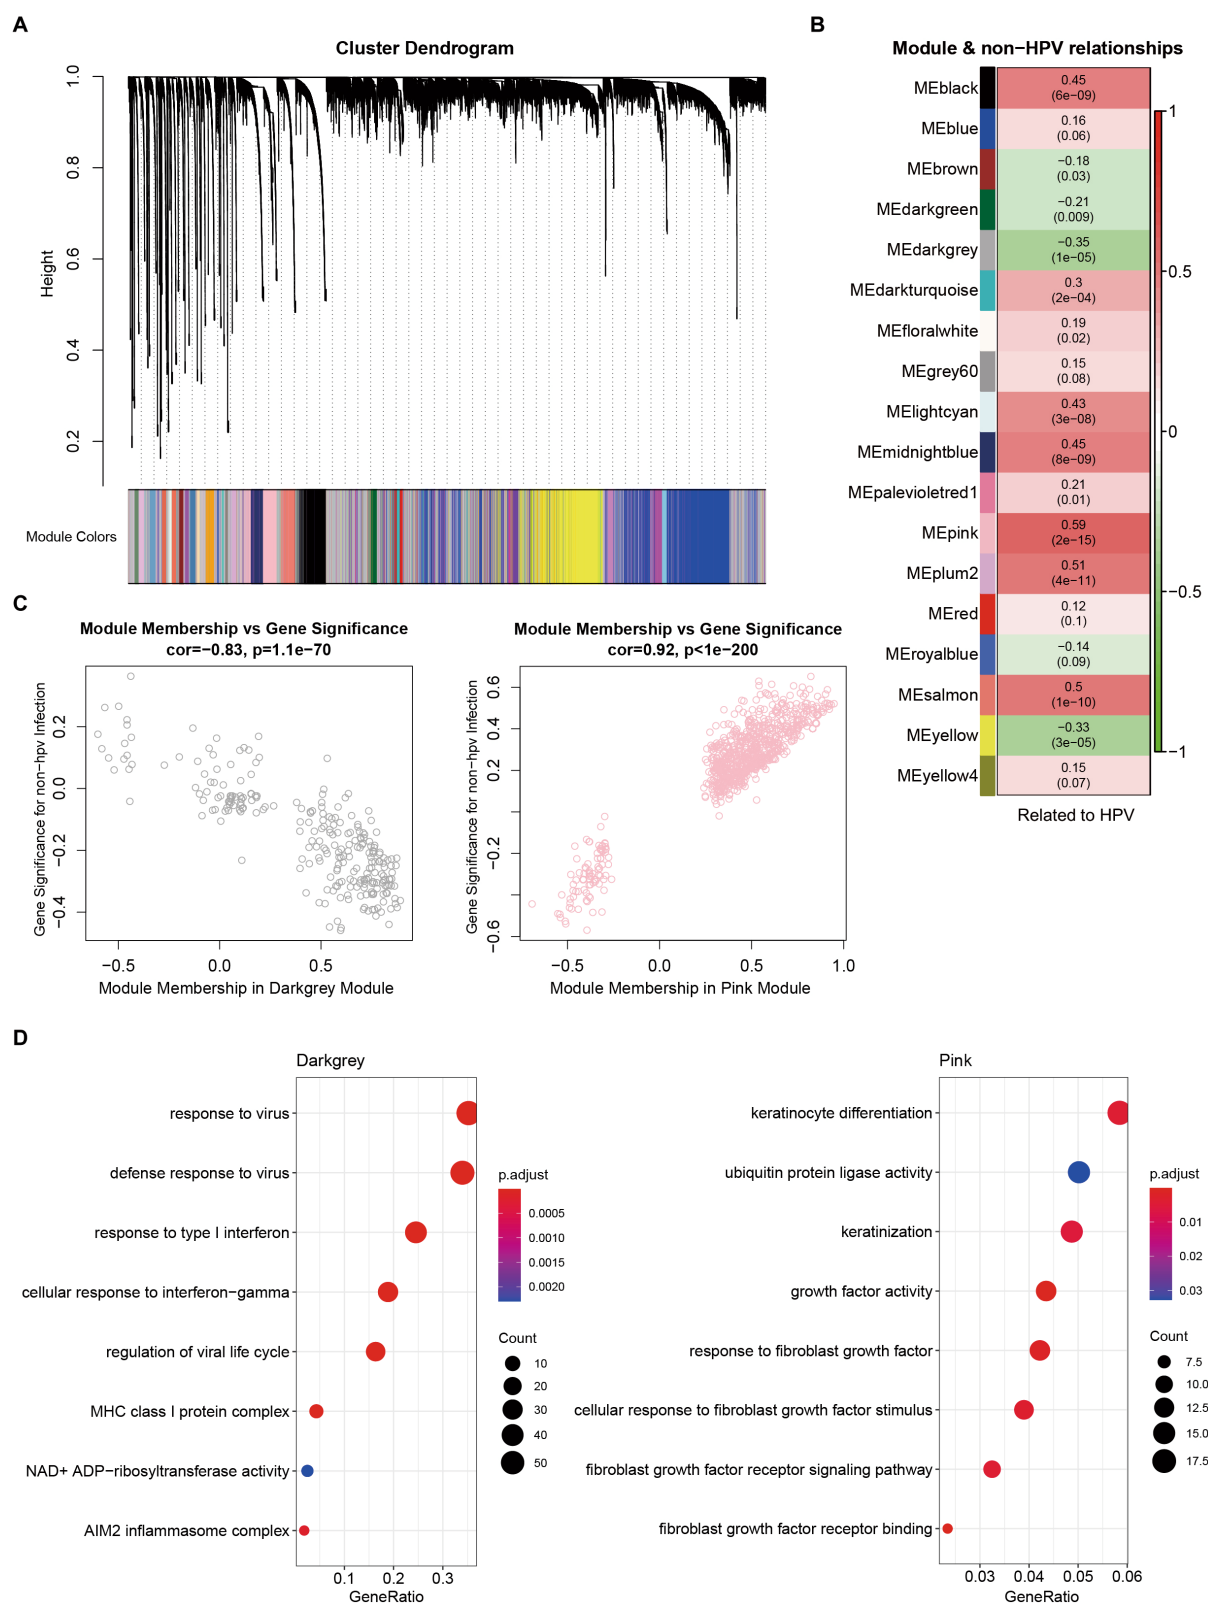 A
Cluster Dendrogram
1.0
0.8
0.6
0.4
0.2
Height
Module Colors
B
Module & non−HPV relationships
MEblack
0.45
(6e−09)
MEblue
0.16
(0.06)
MEbrown
−0.18
(0.03)
MEdarkgreen
−0.21
(0.009)
MEdarkgrey
−0.35
(1e−05)
MEdarkturquoise
0.3
(2e−04)
MEfloralwhite
0.19
(0.02)
MEgrey60
0.15
(0.08)
MElightcyan
0.43
(3e−08)
MEmidnightblue
0.45
(8e−09)
MEpalevioletred1
0.21
(0.01)
MEpink
0.59
(2e−15)
MEplum2
0.51
(4e−11)
MEred
0.12
(0.1)
MEroyalblue
−0.14
(0.09)
MEsalmon
0.5
(1e−10)
MEyellow
−0.33
(3e−05)
MEyellow4
0.15
(0.07)
1
0.5
0
−0.5
−1
Related to HPV
C
Module Membership vs Gene Significance
cor=−0.83, p=1.1e−70
Gene Significance for non−hpv Infection
0.2
0.0
−0.2
−0.4
−0.5
0.0
0.5
Module Membership in Darkgrey Module
Module Membership vs Gene Significance
cor=0.92, p<1e−200
Gene Significance for non−hpv Infection
0.6
0.4
0.2
−0.2
−0.6
−0.5
0.0
0.5
1.0
Module Membership in Pink Module
D
Darkgrey
response to virus
defense response to virus
response to type I interferon
cellular response to interferon−gamma
regulation of viral life cycle
MHC class I protein complex
NAD+ ADP−ribosyltransferase activity
AIM2 inflammasome complex
0.1
0.2
0.3
GeneRatio
p.adjust
0.0005
0.0010
0.0015
0.0020
Count
10
20
30
40
50
Pink
keratinocyte differentiation
ubiquitin protein ligase activity
keratinization
growth factor activity
response to fibroblast growth factor
cellular response to fibroblast growth factor stimulus
fibroblast growth factor receptor signaling pathway
fibroblast growth factor receptor binding
0.03
0.04
0.05
0.06
GeneRatio
p.adjust
0.01
0.02
0.03
Count
7.5
10.0
12.5
15.0
17.5